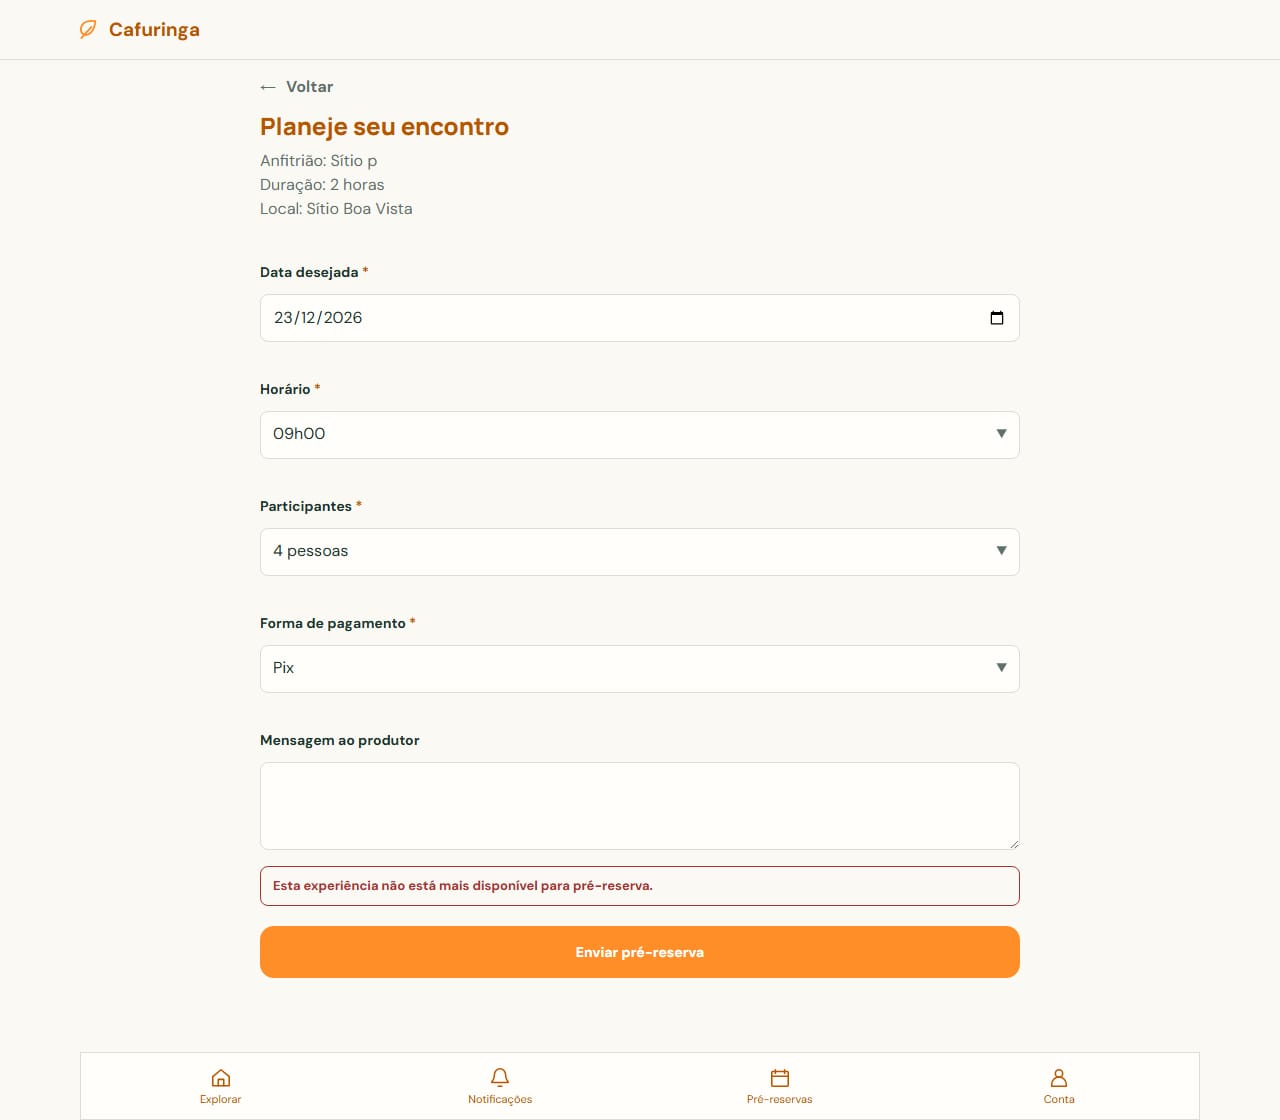 Cafuringa
← Voltar
Planeje seu encontro
Anfitrião: Sítio p
Duração: 2 horas
Local: Sítio Boa Vista
Data desejada *
23/12/2026
Horário *
09h00
Participantes *
4 pessoas
Forma de pagamento *
Pix
Mensagem ao produtor
Esta experiência não está mais disponível para pré-reserva.
Enviar pré-reserva
Explorar
Notificações
Pré-reservas
Conta